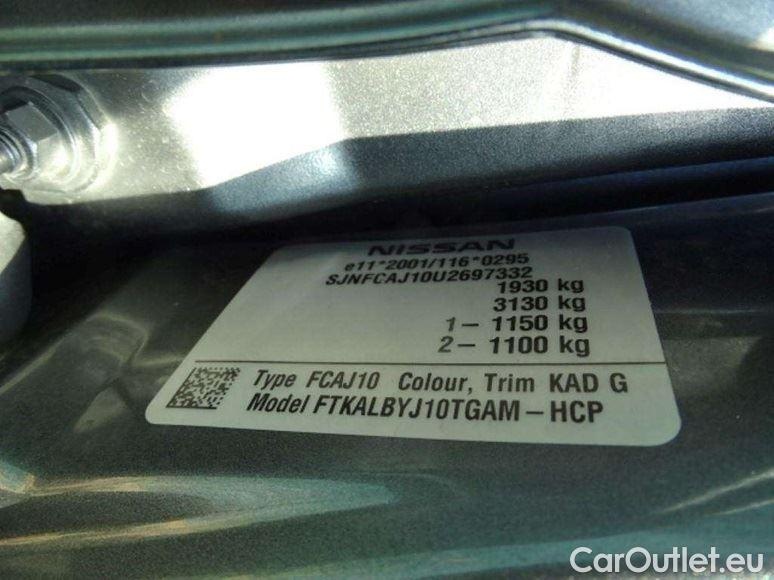 NISSAN
e11*2001/116*0295
SJNFCAJ10U2697332
1930 kg
3130 kg
1- 1150 kg
2- 1100 kg
Type FCAJ10 Colour, Trim KAD G
Model FTKALBYJ10TGAM-HCP
CarOutlet.eu